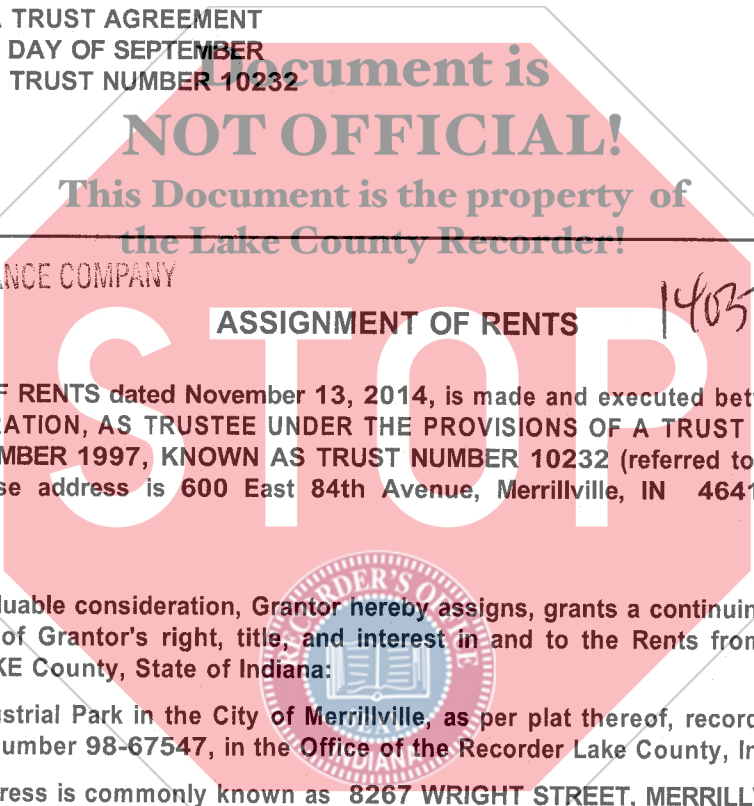 A TRUST AGREEMENT
DAY OF SEPTEMBER
TRUST NUMBER 10232
Document is
NOT OFFICIAL!
This Document is the property of
the Lake County Recorder!
ANCE COMPANY
ASSIGNMENT OF RENTS
STOP
F RENTS dated November 13, 2014, is made and executed bet
RATION, AS TRUSTEE UNDER THE PROVISIONS OF A TRUST
MBER 1997, KNOWN AS TRUST NUMBER 10232 (referred to
se address is 600 East 84th Avenue, Merrillville, IN 4641
luable consideration, Grantor hereby assigns, grants a continuin
of Grantor's right, title, and interest in and to the Rents from
KE County, State of Indiana:
RECORDER'S OFFICE
INDIANA
ustrial Park in the City of Merrillville, as per plat thereof, record
umber 98-67547, in the Office of the Recorder Lake County, In
ress is commonly known as 8267 WRIGHT STREET, MERRILL